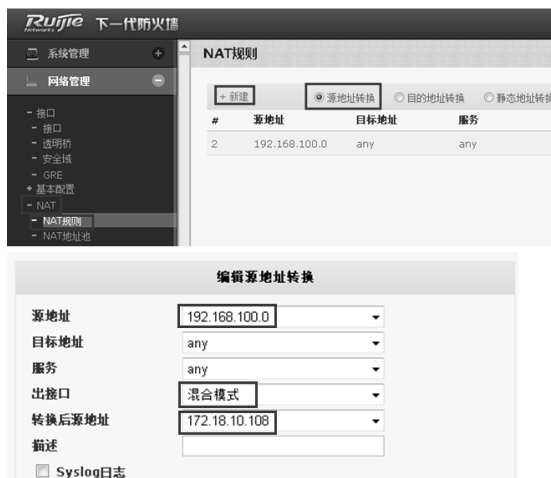 Ruijie Networks 下一代防火墙
系统管理
网络管理
- 接口
- 接口
- 透明桥
- 安全域
- GRE
+ 基本配置
- NAT
- NAT规则
- NAT地址池
NAT规则
+ 新建 源地址转换 目的地址转换 静态地址转换
# 源地址 目标地址 服务
2 192.168.100.0 any any
编辑源地址转换
源地址 192.168.100.0
目标地址 any
服务 any
出接口 混合模式
转换后源地址 172.18.10.108
描述
Syslog日志